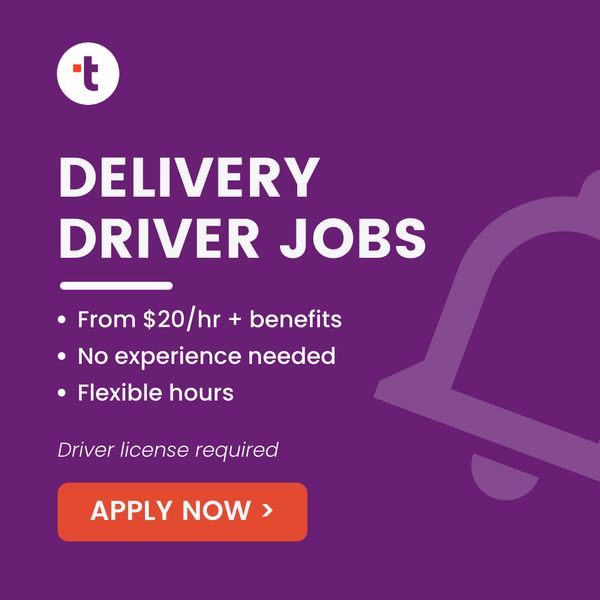 t
DELIVERY
DRIVER JOBS
• From $20/hr + benefits
• No experience needed
• Flexible hours
Driver license required
APPLY NOW >